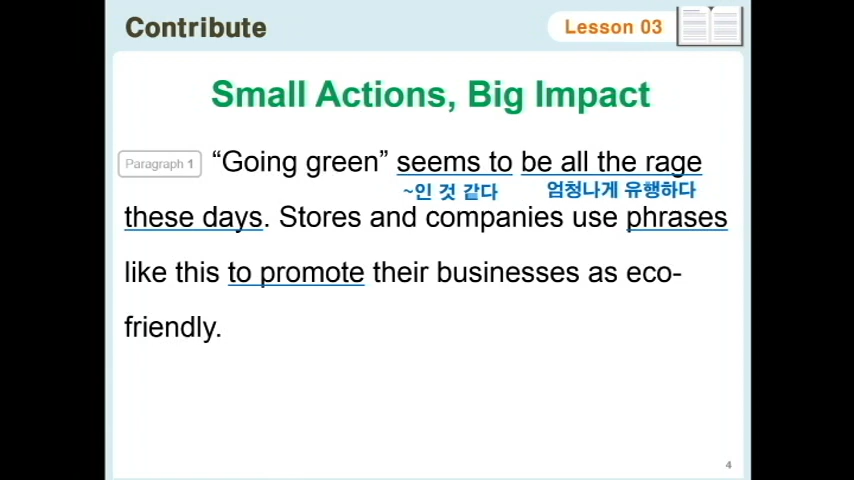 Contribute
Lesson 03
Small Actions, Big Impact
Paragraph 1
“Going green” seems to be all the rage
~인 것 같다 엄청나게 유행하다
these days. Stores and companies use phrases
like this to promote their businesses as eco-
friendly.
4